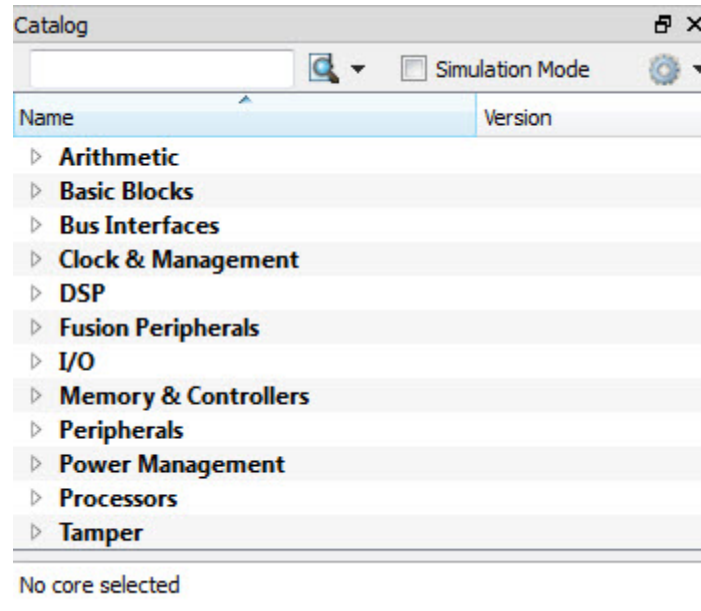 Catalog
Simulation Mode
Name Version
Arithmetic
Basic Blocks
Bus Interfaces
Clock & Management
DSP
Fusion Peripherals
I/O
Memory & Controllers
Peripherals
Power Management
Processors
Tamper
No core selected